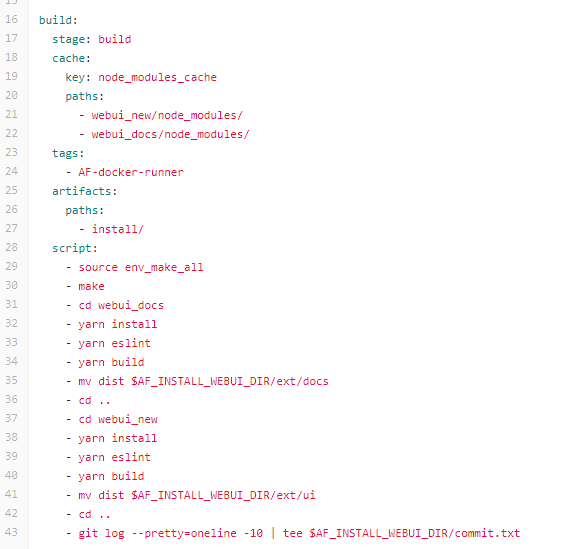 15
16 build:
17   stage: build
18   cache:
19     key: node_modules_cache
20     paths:
21       - webui_new/node_modules/
22       - webui_docs/node_modules/
23   tags:
24     - AF-docker-runner
25   artifacts:
26     paths:
27       - install/
28   script:
29     - source env_make_all
30     - make
31     - cd webui_docs
32     - yarn install
33     - yarn eslint
34     - yarn build
35     - mv dist $AF_INSTALL_WEBUI_DIR/ext/docs
36     - cd ..
37     - cd webui_new
38     - yarn install
39     - yarn eslint
40     - yarn build
41     - mv dist $AF_INSTALL_WEBUI_DIR/ext/ui
42     - cd ..
43     - git log --pretty=oneline -10 | tee $AF_INSTALL_WEBUI_DIR/commit.txt